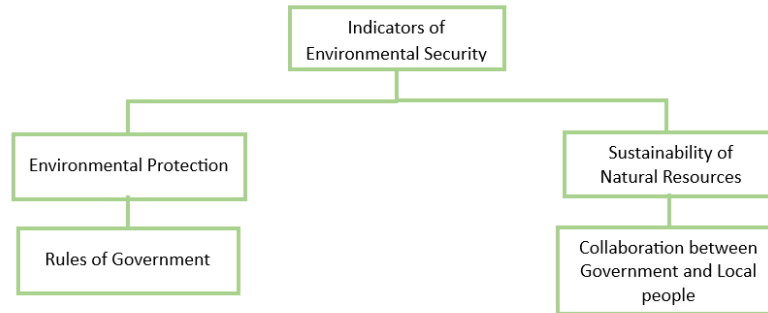 Indicators of
Environmental Security
Environmental Protection
Sustainability of
Natural Resources
Rules of Government
Collaboration between
Government and Local
people